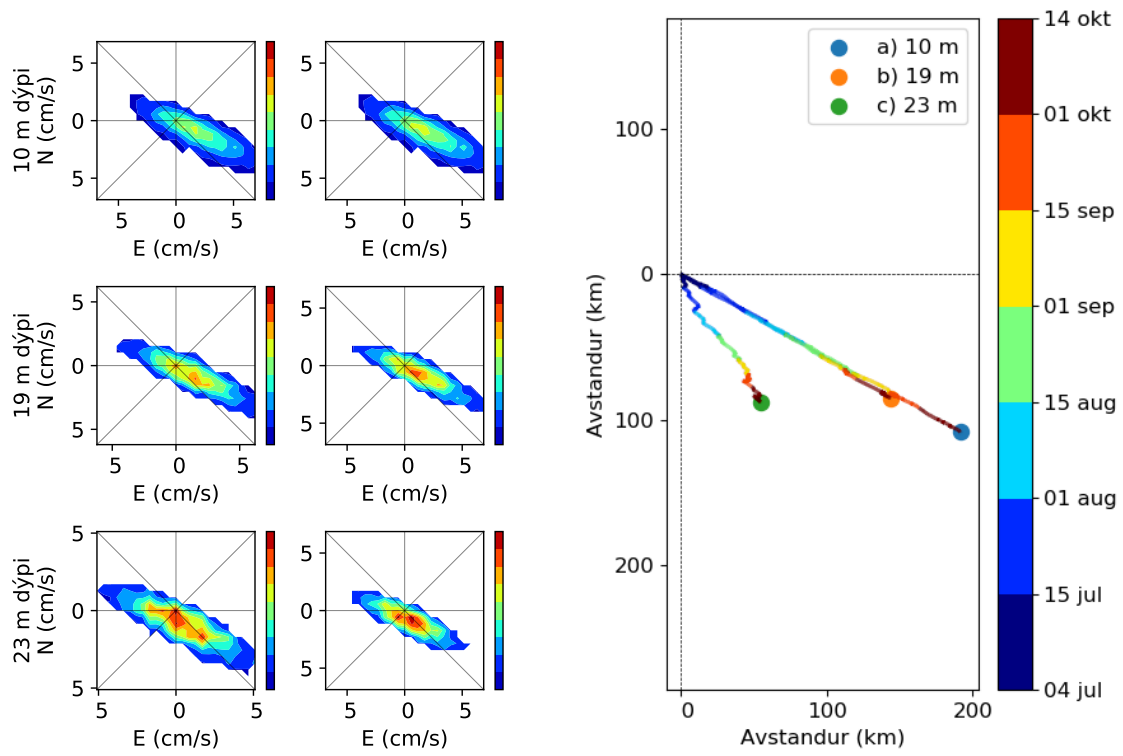 10 m dýpi
N (cm/s)
5
0
5
5
0
5
E (cm/s)
5
0
5
5
0
5
E (cm/s)
19 m dýpi
N (cm/s)
5
0
5
5
0
5
E (cm/s)
5
0
5
5
0
5
E (cm/s)
23 m dýpi
N (cm/s)
5
0
5
5
0
5
E (cm/s)
5
0
5
5
0
5
E (cm/s)
a) 10 m
b) 19 m
c) 23 m
Avstandur (km)
100
0
100
200
0
100
200
Avstandur (km)
14 okt
01 okt
15 sep
01 sep
15 aug
01 aug
15 jul
04 jul